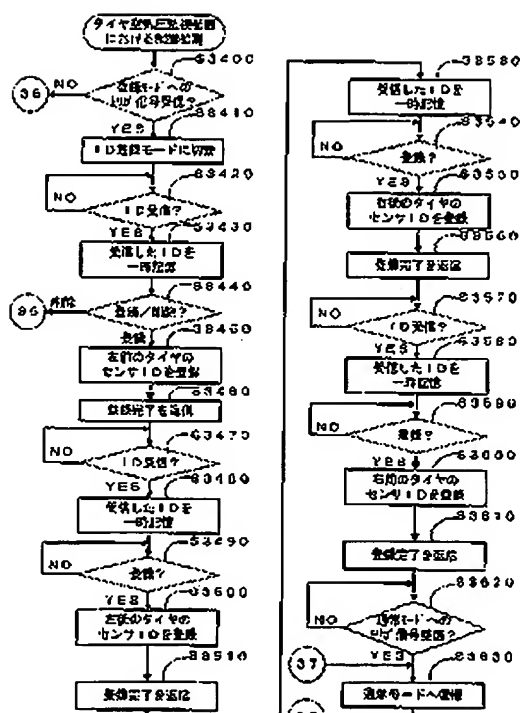 タイヤ空気圧監視装置
における
S3400
登録モードへの
トリガ信号受信？
NO
36
YES
S3410
ID登録モードに切替
S3420
NO
ID受信？
YES
S3430
受信したIDを
一時記憶
S3440
36
削除
登録／削除？
登録
S3450
左前のタイヤの
センサIDを登録
S3460
登録完了を返信
S3470
NO
ID受信？
YES
S3480
受信したIDを
一時記憶
S3490
NO
登録？
YES
S3500
左後のタイヤの
センサIDを登録
S3510
登録完了を返信
S3530
受信したIDを
一時記憶
S3540
NO
登録？
YES
S3550
右後のタイヤの
センサIDを登録
S3560
登録完了を返信
S3570
NO
ID受信？
YES
S3580
受信したIDを
一時記憶
S3590
NO
登録？
YES
S3600
右前のタイヤの
センサIDを登録
S3610
登録完了を返信
S3620
NO
通常モードへの
トリガ信号受信？
37
YES
S3630
通常モードへ復帰